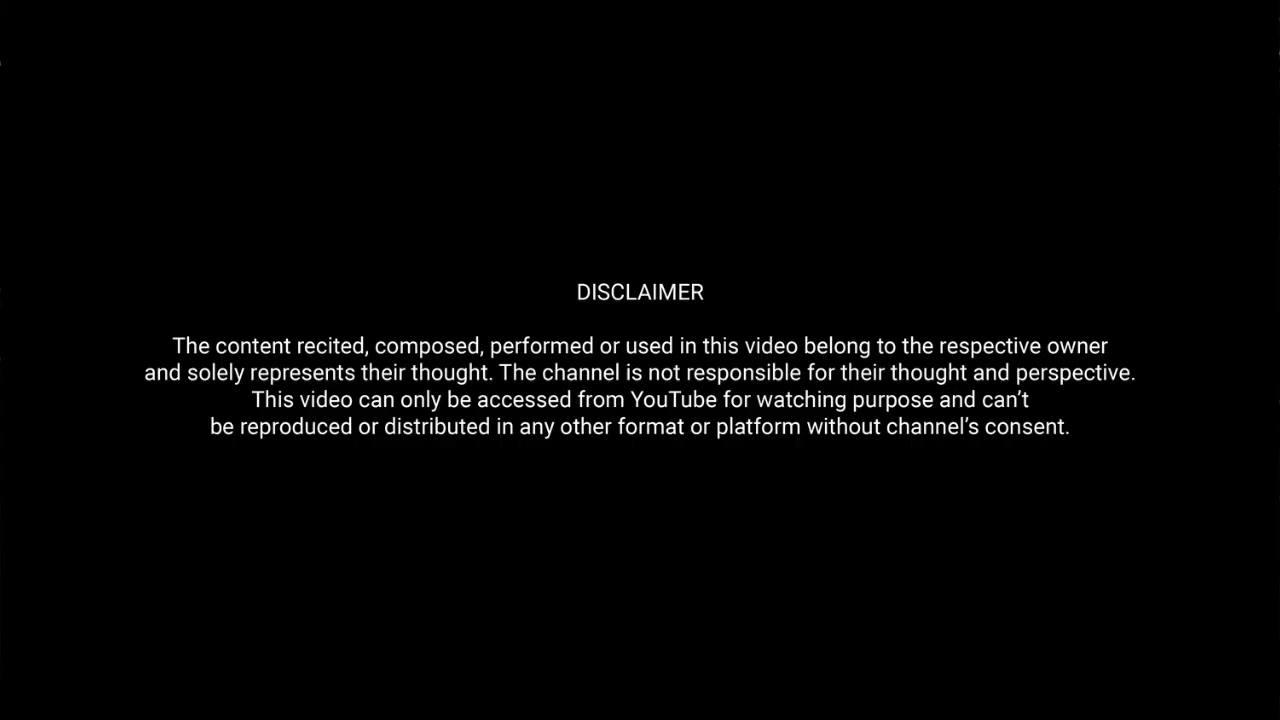 DISCLAIMER
The content recited, composed, performed or used in this video belong to the respective owner
and solely represents their thought. The channel is not responsible for their thought and perspective.
This video can only be accessed from YouTube for watching purpose and can’t
be reproduced or distributed in any other format or platform without channel’s consent.